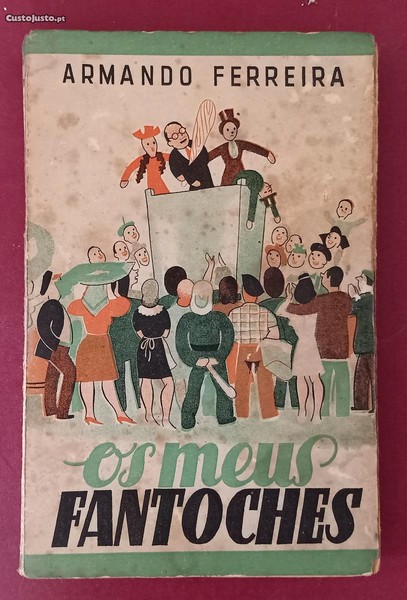 CustoJusto.pt
ARMANDO FERREIRA
os meus
FANTOCHES